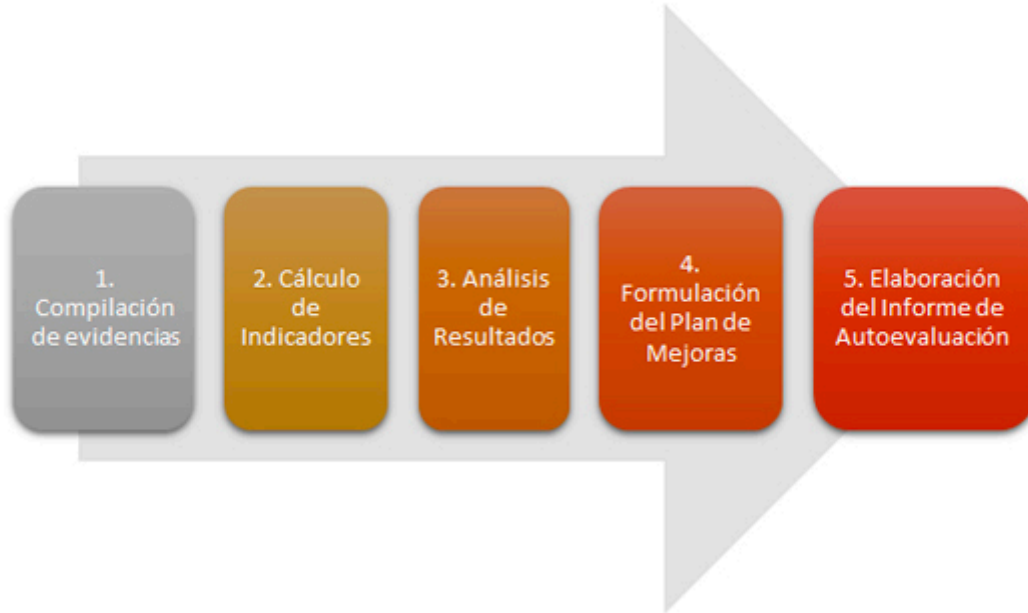 1.
Compilación
de evidencias
2. Cálculo
de
Indicadores
3. Análisis
de
Resultados
4.
Formulación
del Plan de
Mejoras
5. Elaboración
del Informe de
Autoevaluación